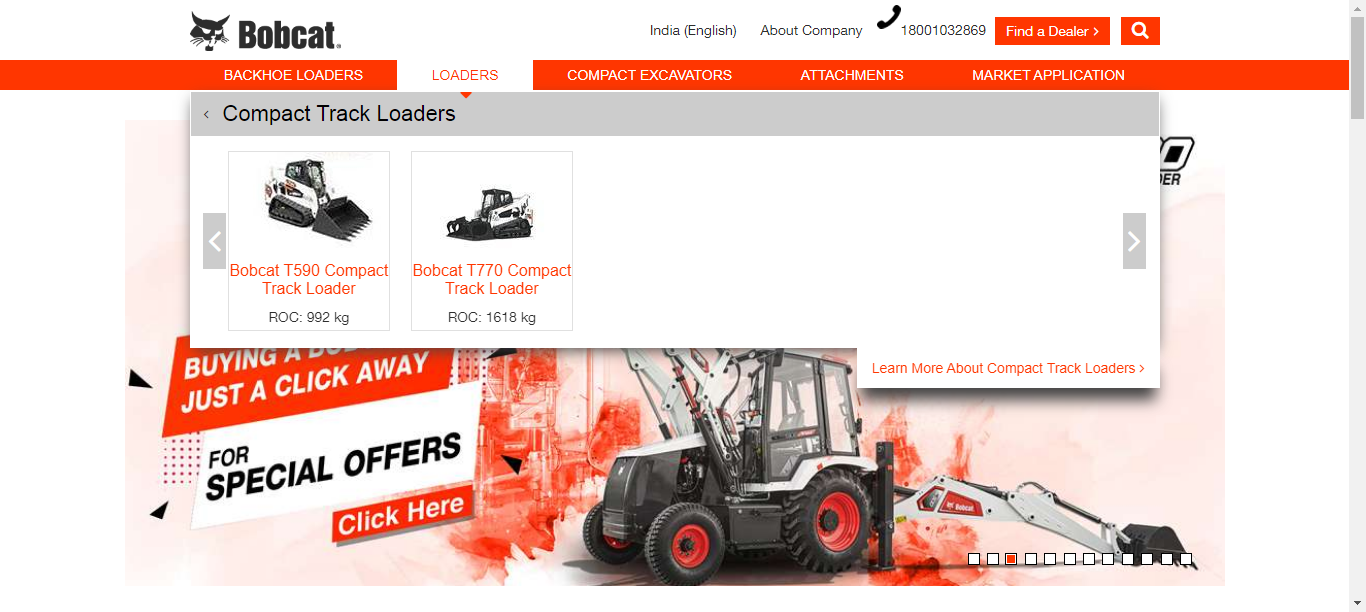 Bobcat
India (English)
About Company
18001032869
Find a Dealer ›
BACKHOE LOADERS
LOADERS
COMPACT EXCAVATORS
ATTACHMENTS
MARKET APPLICATION
‹ Compact Track Loaders
Bobcat T590 Compact
Track Loader
ROC: 992 kg
Bobcat T770 Compact
Track Loader
ROC: 1618 kg
Learn More About Compact Track Loaders ›
BUYING A
JUST A CLICK AWAY
FOR
SPECIAL OFFERS
Click Here
Bobcat